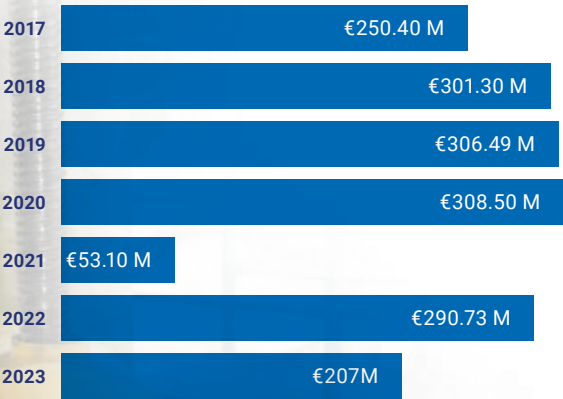 2017 €250.40 M
2018 €301.30 M
2019 €306.49 M
2020 €308.50 M
2021 €53.10 M
2022 €290.73 M
2023 €207M